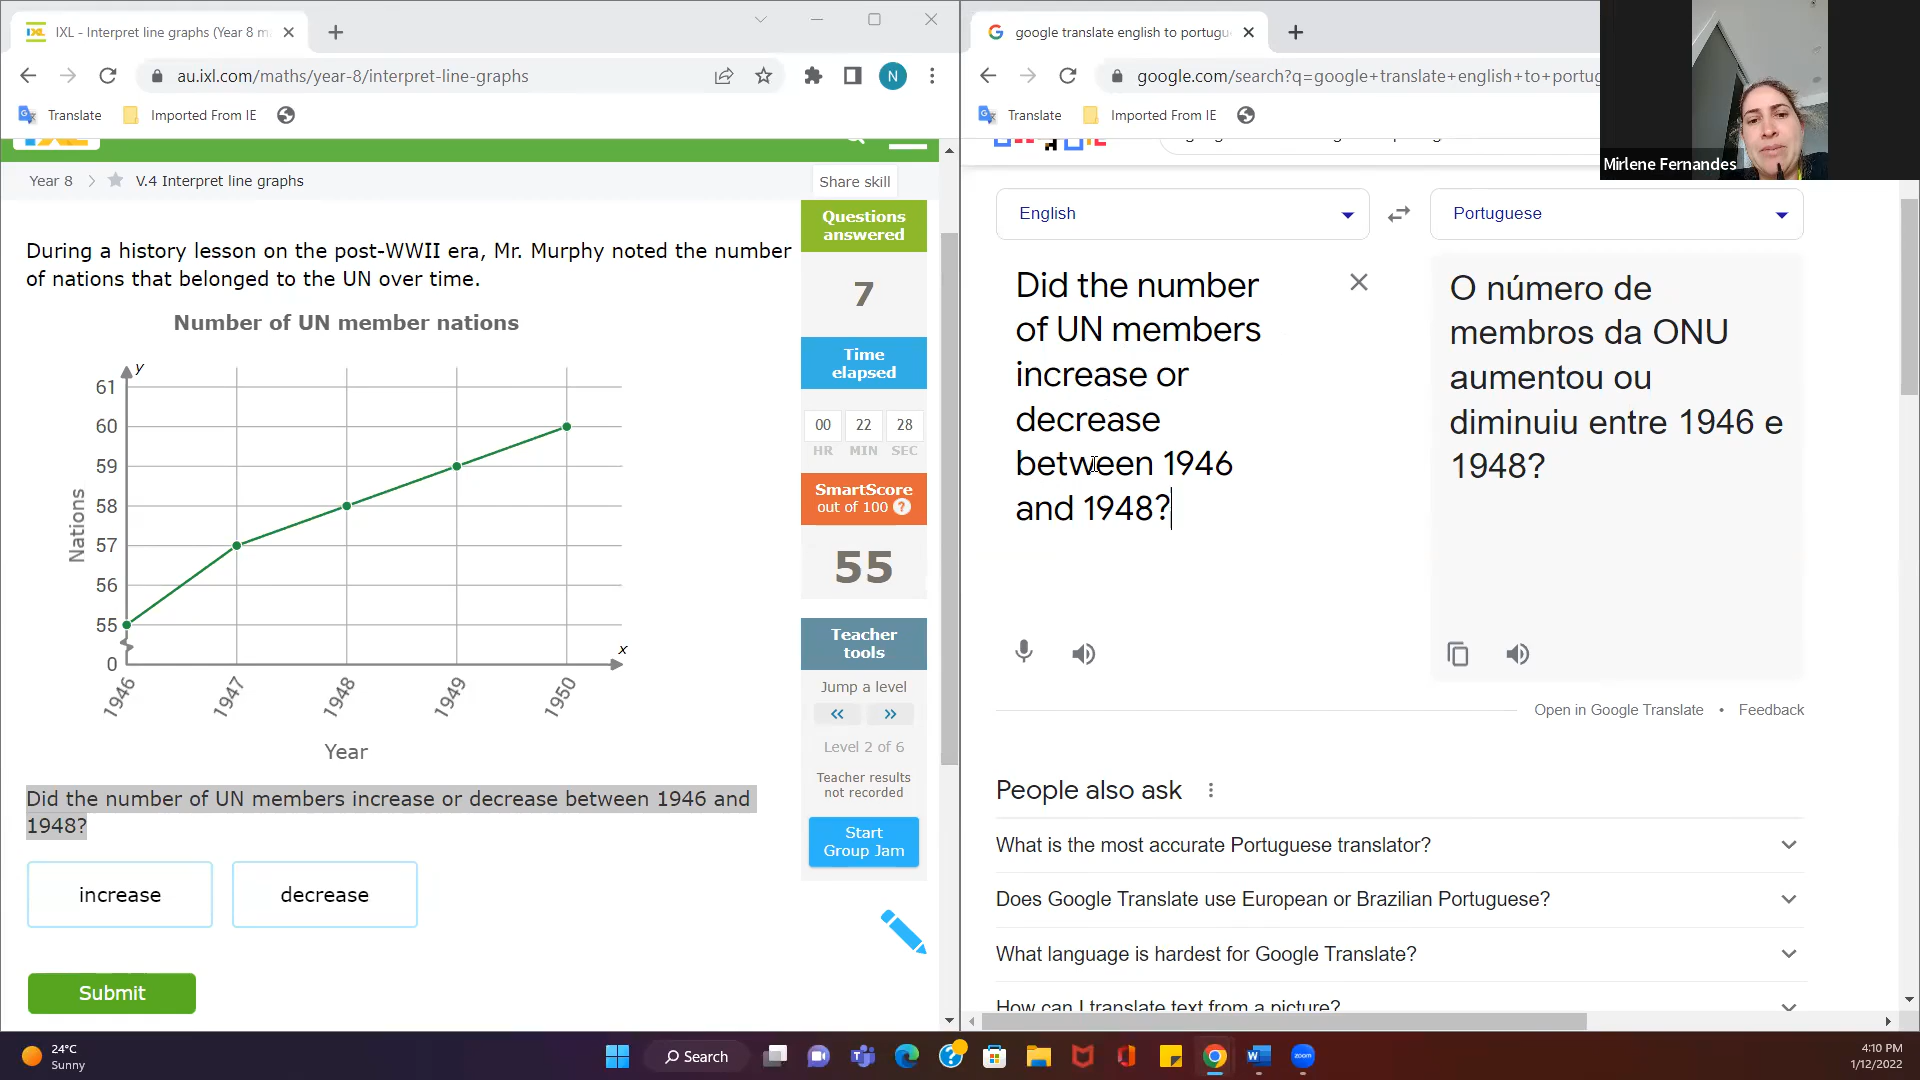 IXL - Interpret line graphs (Year 8 m
au.ixl.com/maths/year-8/interpret-line-graphs
N
Translate
Imported From IE
Year 8
V.4 Interpret line graphs
Share skill
During a history lesson on the post-WWII era, Mr. Murphy noted the number
of nations that belonged to the UN over time.
Number of UN member nations
y
61
60
59
58
57
56
55
0
Nations
x
1946
1947
1948
1949
1950
Year
Did the number of UN members increase or decrease between 1946 and
1948?
increase
decrease
Submit
Questions
answered
7
Time
elapsed
00
22
28
HR
MIN
SEC
SmartScore
out of 100 ?
55
Teacher
tools
Jump a level
Level 2 of 6
Teacher results
not recorded
Start
Group Jam
google translate english to portugu
google.com/search?q=google+translate+english+to+portug
Translate
Imported From IE
Mirlene Fernandes
English
Portuguese
Did the number
of UN members
increase or
decrease
between 1946
and 1948?
O número de
membros da ONU
aumentou ou
diminuiu entre 1946 e
1948?
Open in Google Translate • Feedback
People also ask
What is the most accurate Portuguese translator?
Does Google Translate use European or Brazilian Portuguese?
What language is hardest for Google Translate?
How can I translate text from a picture?
24°C
Sunny
Search
zoom
4:10 PM
1/12/2022